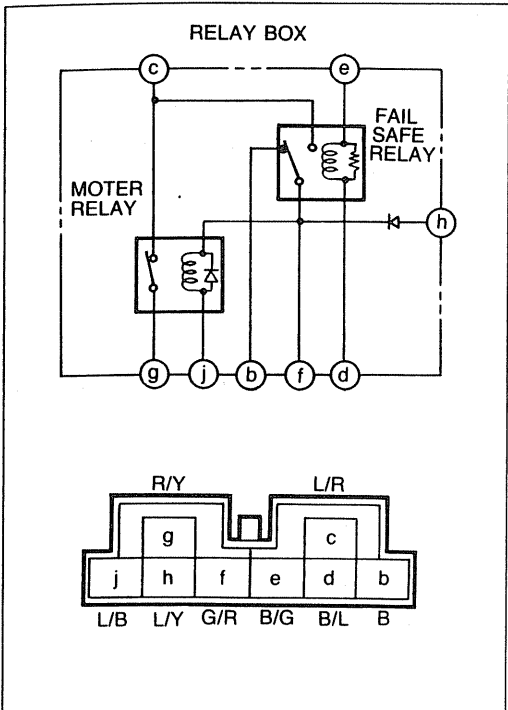 RELAY BOX
c e
FAIL
SAFE
RELAY
MOTER
RELAY
h
g j b f d
R/Y L/R
g c
j h f e d b
L/B L/Y G/R B/G B/L B